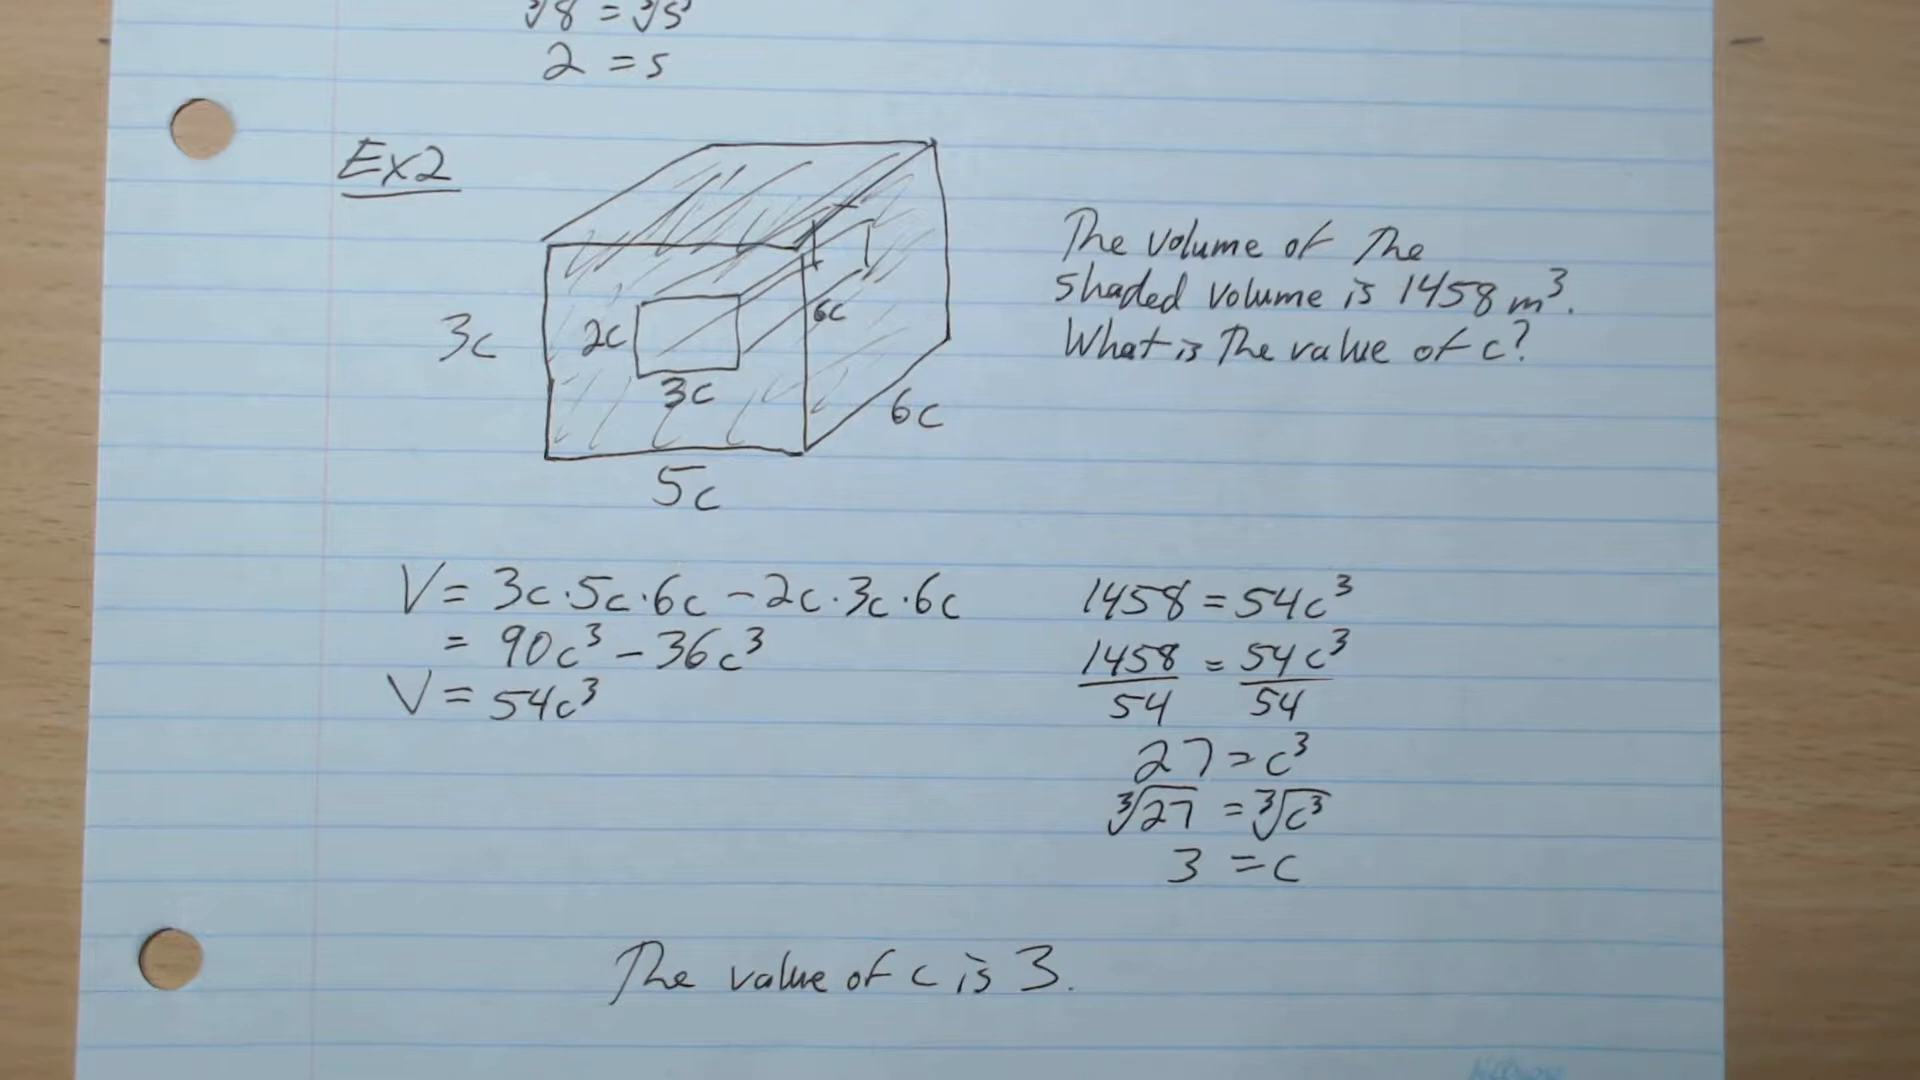 ∛8 = ∛s³
2 = s
Ex2
3c
2c
3c
6c
6c
5c
The volume of The
shaded volume is 1458 m³.
What is The value of c?
V = 3c·5c·6c – 2c·3c·6c
= 90c³ – 36c³
V = 54c³
1458 = 54c³
1458/54 = 54c³/54
27 = c³
∛27 = ∛c³
3 = c
The value of c is 3.